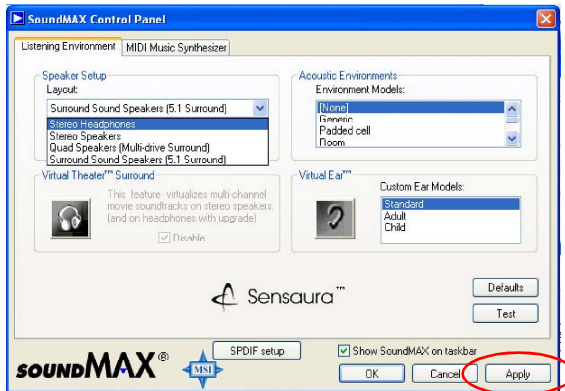 SoundMAX Control Panel
Listening Environment
MIDI Music Synthesizer
Speaker Setup
Layout:
Surround Sound Speakers (5.1 Surround)
Stereo Headphones
Stereo Speakers
Quad Speakers (Multi-drive Surround)
Surround Sound Speakers (5.1 Surround)
Acoustic Environments
Environment Models:
[None]
Generic
Padded cell
Room
Virtual Theater™ Surround
This feature virtualizes multi-channel
movie soundtracks on stereo speakers.
(and on headphones with upgrade)
Disable
Virtual Ear™
Custom Ear Models:
Standard
Adult
Child
Sensaura™
Defaults
Test
SOUNDMAX®
MSI
SPDIF setup
Show SoundMAX on taskbar
OK
Cancel
Apply